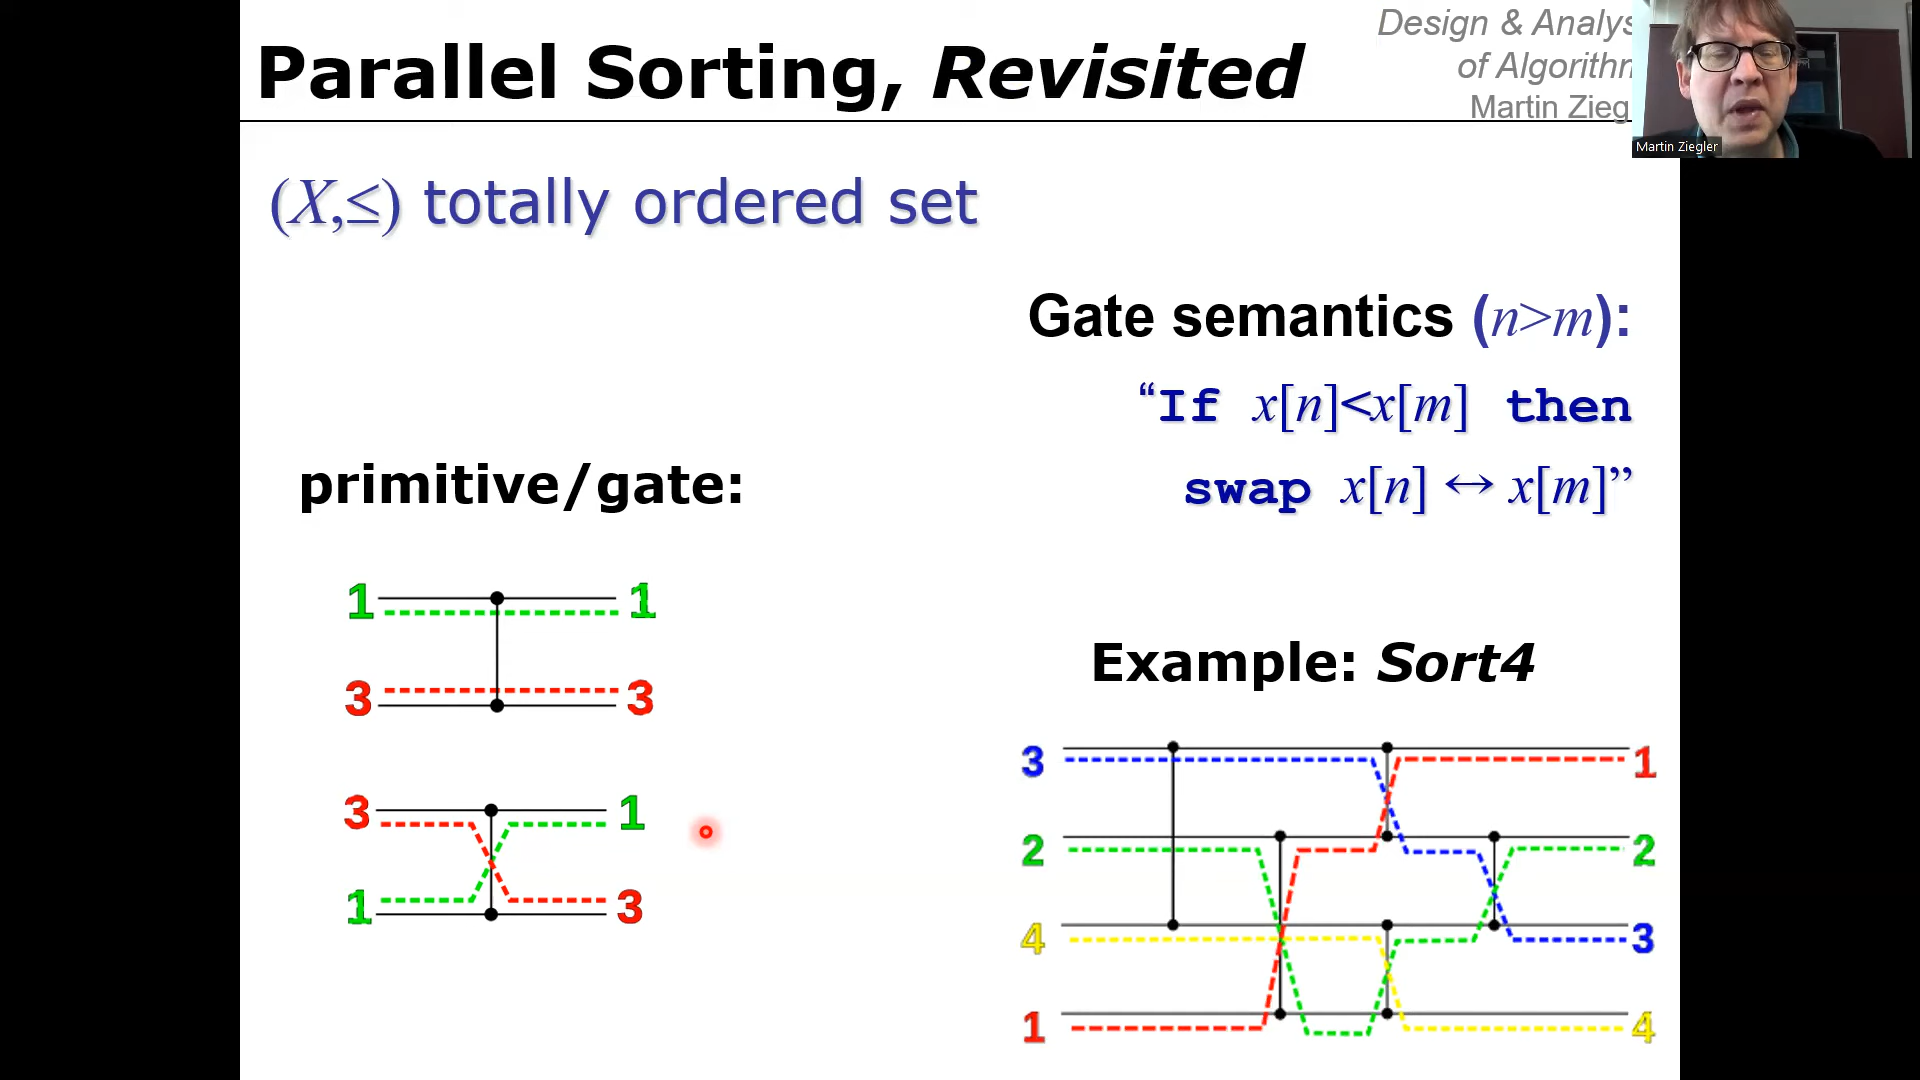 Parallel Sorting, Revisited
Design & Analys
of Algorithm
Martin Zieg
Martin Ziegler
(X,≤) totally ordered set
Gate semantics (n>m):
“If x[n]<x[m] then
swap x[n] ↔ x[m]”
primitive/gate:
1 1
3 3
3 1
1 3
Example: Sort4
3 1
2 2
4 3
1 4